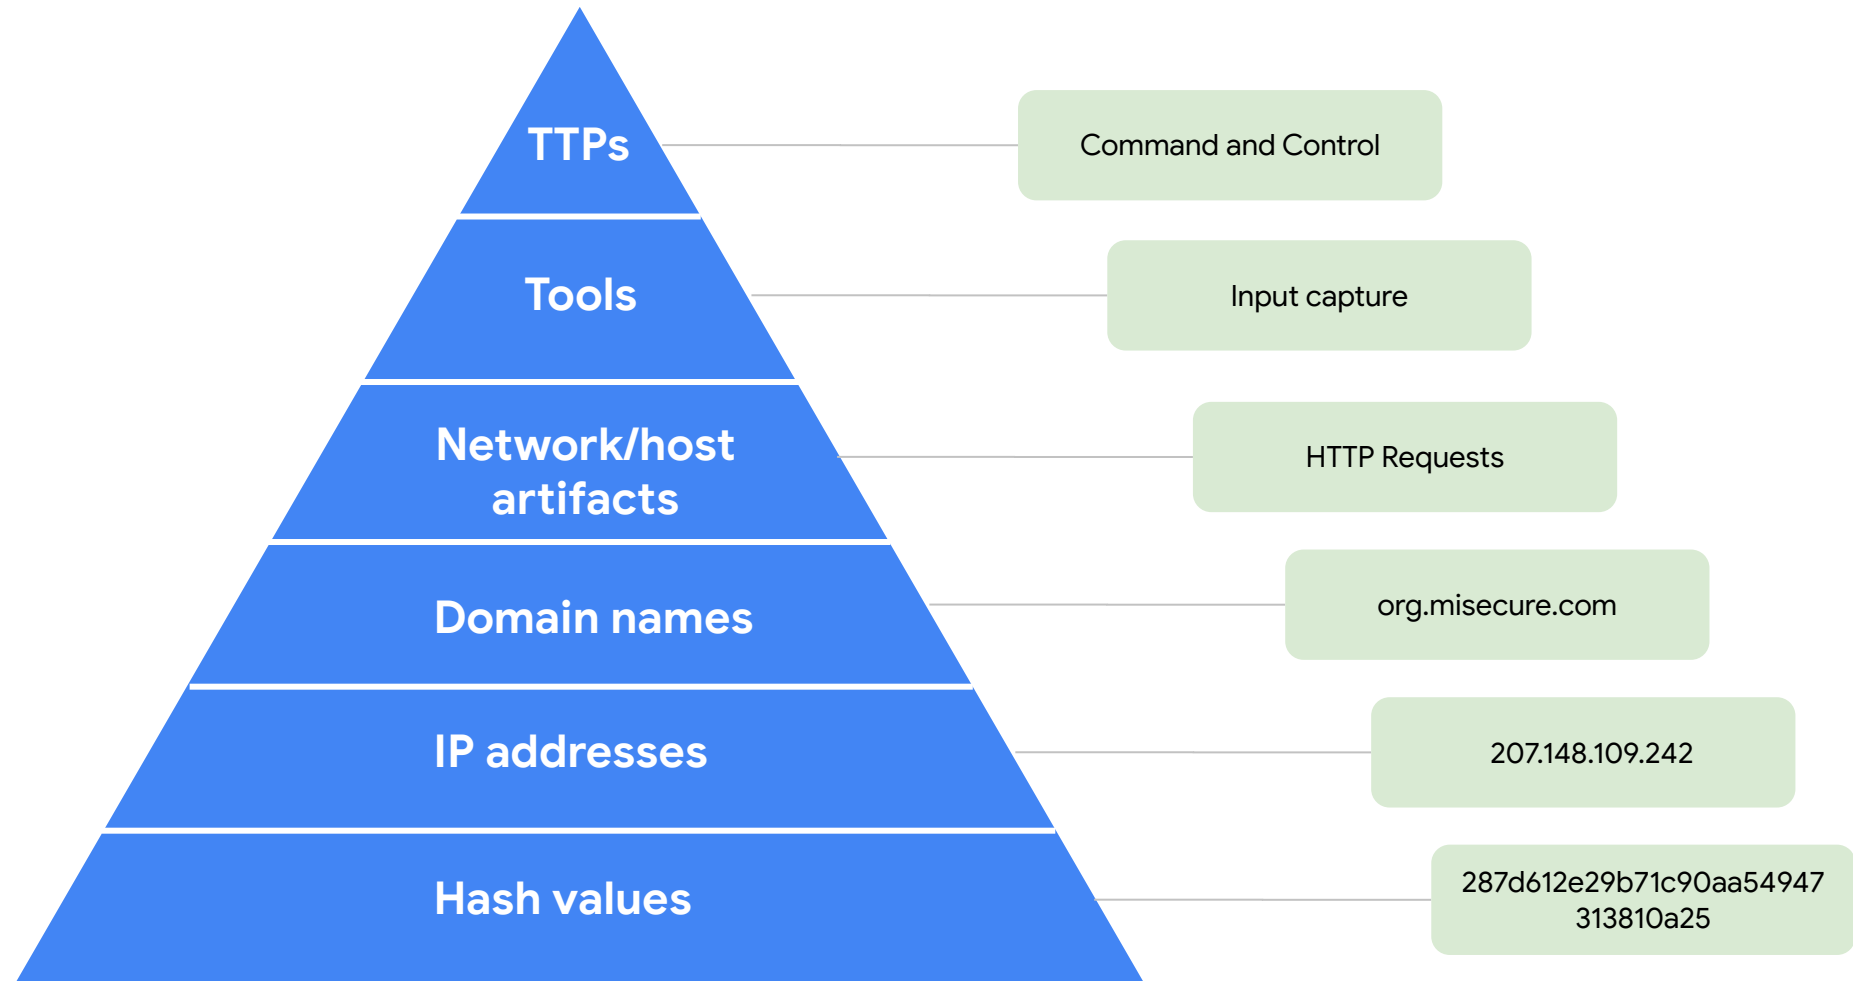 TTPs
Command and Control
Tools
Input capture
Network/host
artifacts
HTTP Requests
Domain names
org.misecure.com
IP addresses
207.148.109.242
Hash values
287d612e29b71c90aa54947
313810a25